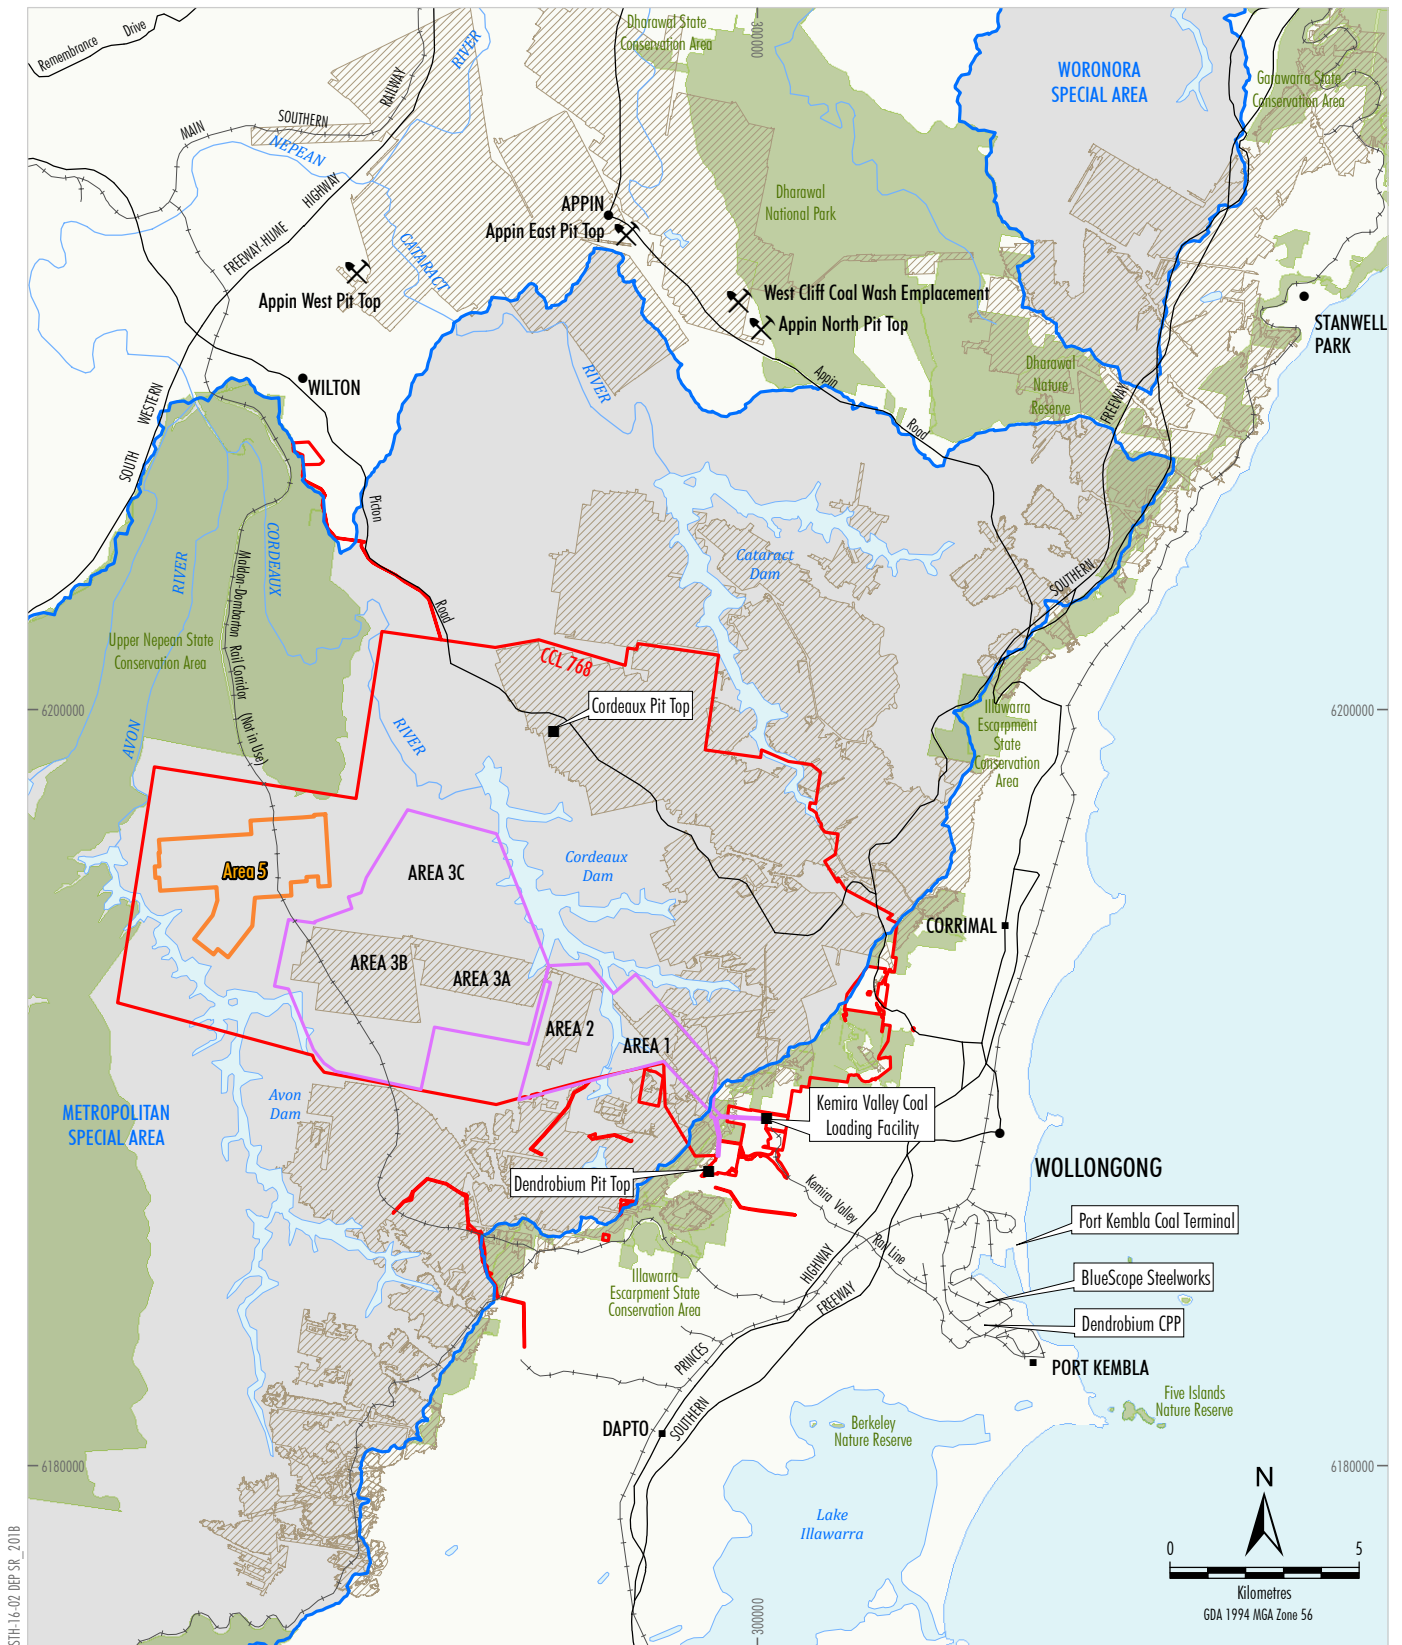 Remembrance Drive
Dharawal State
Conservation Area
300000
RIVER
WORONORA
SPECIAL AREA
Garawarra State
Conservation Area
RAILWAY
SOUTHERN
MAIN
NEPEAN
HIGHWAY
FREEWAY-HUME
APPIN
Appin East Pit Top
Dharawal
National Park
CATARACT
Appin West Pit Top
West Cliff Coal Wash Emplacement
Appin North Pit Top
STANWELL
PARK
WILTON
RIVER
Appin
Road
Dharawal
Nature
Reserve
FREEWAY
WESTERN
SOUTH
Picton
CORDEAUX
RIVER
Maldon-Dombarton Rail Corridor (Not in Use)
Cataract
Dam
SOUTHERN
Road
Upper Nepean State
Conservation Area
CCL 768
Cordeaux Pit Top
6200000
6200000
AVON
RIVER
Illawarra
Escarpment
State
Conservation
Area
Area 5
AREA 3C
Cordeaux
Dam
CORRIMAL
AREA 3B
AREA 3A
AREA 2
AREA 1
Avon
Dam
METROPOLITAN
SPECIAL AREA
Kemira Valley Coal
Loading Facility
WOLLONGONG
Dendrobium Pit Top
Kemira Valley
Rail Line
Port Kembla Coal Terminal
HIGHWAY
FREEWAY
BlueScope Steelworks
Illawarra
Escarpment State
Conservation Area
Dendrobium CPP
PRINCES
PORT KEMBLA
SOUTHERN
DAPTO
Five Islands
Nature Reserve
Berkeley
Nature Reserve
6180000
6180000
N
Lake
Illawarra
0
5
Kilometres
GDA 1994 MGA Zone 56
300000
STH-16-02 DEP SR_201B